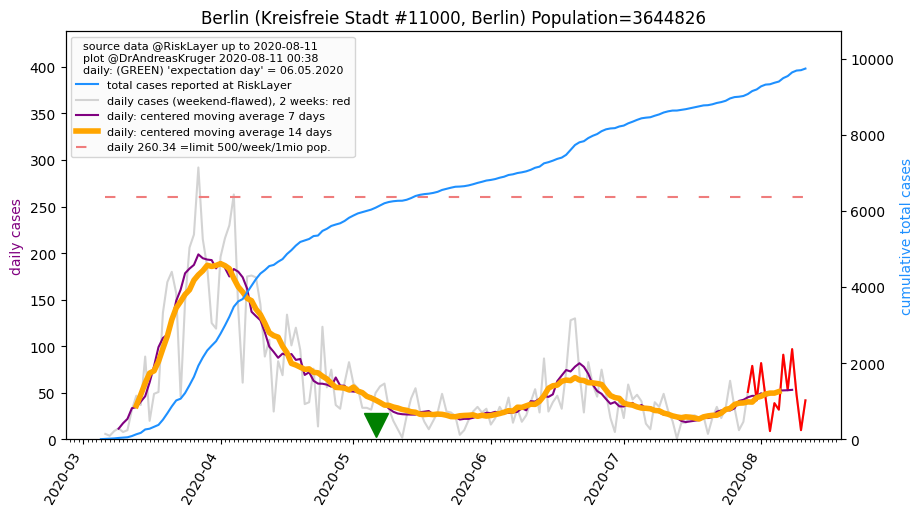 Berlin (Kreisfreie Stadt #11000, Berlin) Population=3644826
source data @RiskLayer up to 2020-08-11
plot @DrAndreasKruger 2020-08-11 00:38
daily: (GREEN) 'expectation day' = 06.05.2020
total cases reported at RiskLayer
daily cases (weekend-flawed), 2 weeks: red
daily: centered moving average 7 days
daily: centered moving average 14 days
daily 260.34 =limit 500/week/1mio pop.
daily cases
400
350
300
250
200
150
100
50
0
10000
8000
6000
4000
2000
0
cumulative total cases
2020-03
2020-04
2020-05
2020-06
2020-07
2020-08